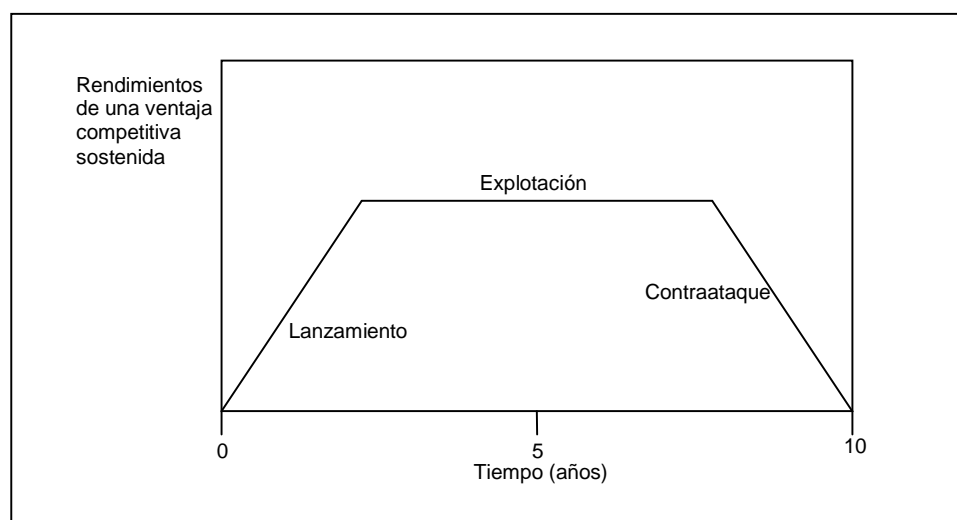 Rendimientos
de una ventaja
competitiva
sostenida
Explotación
Contraataque
Lanzamiento
0
5
10
Tiempo (años)